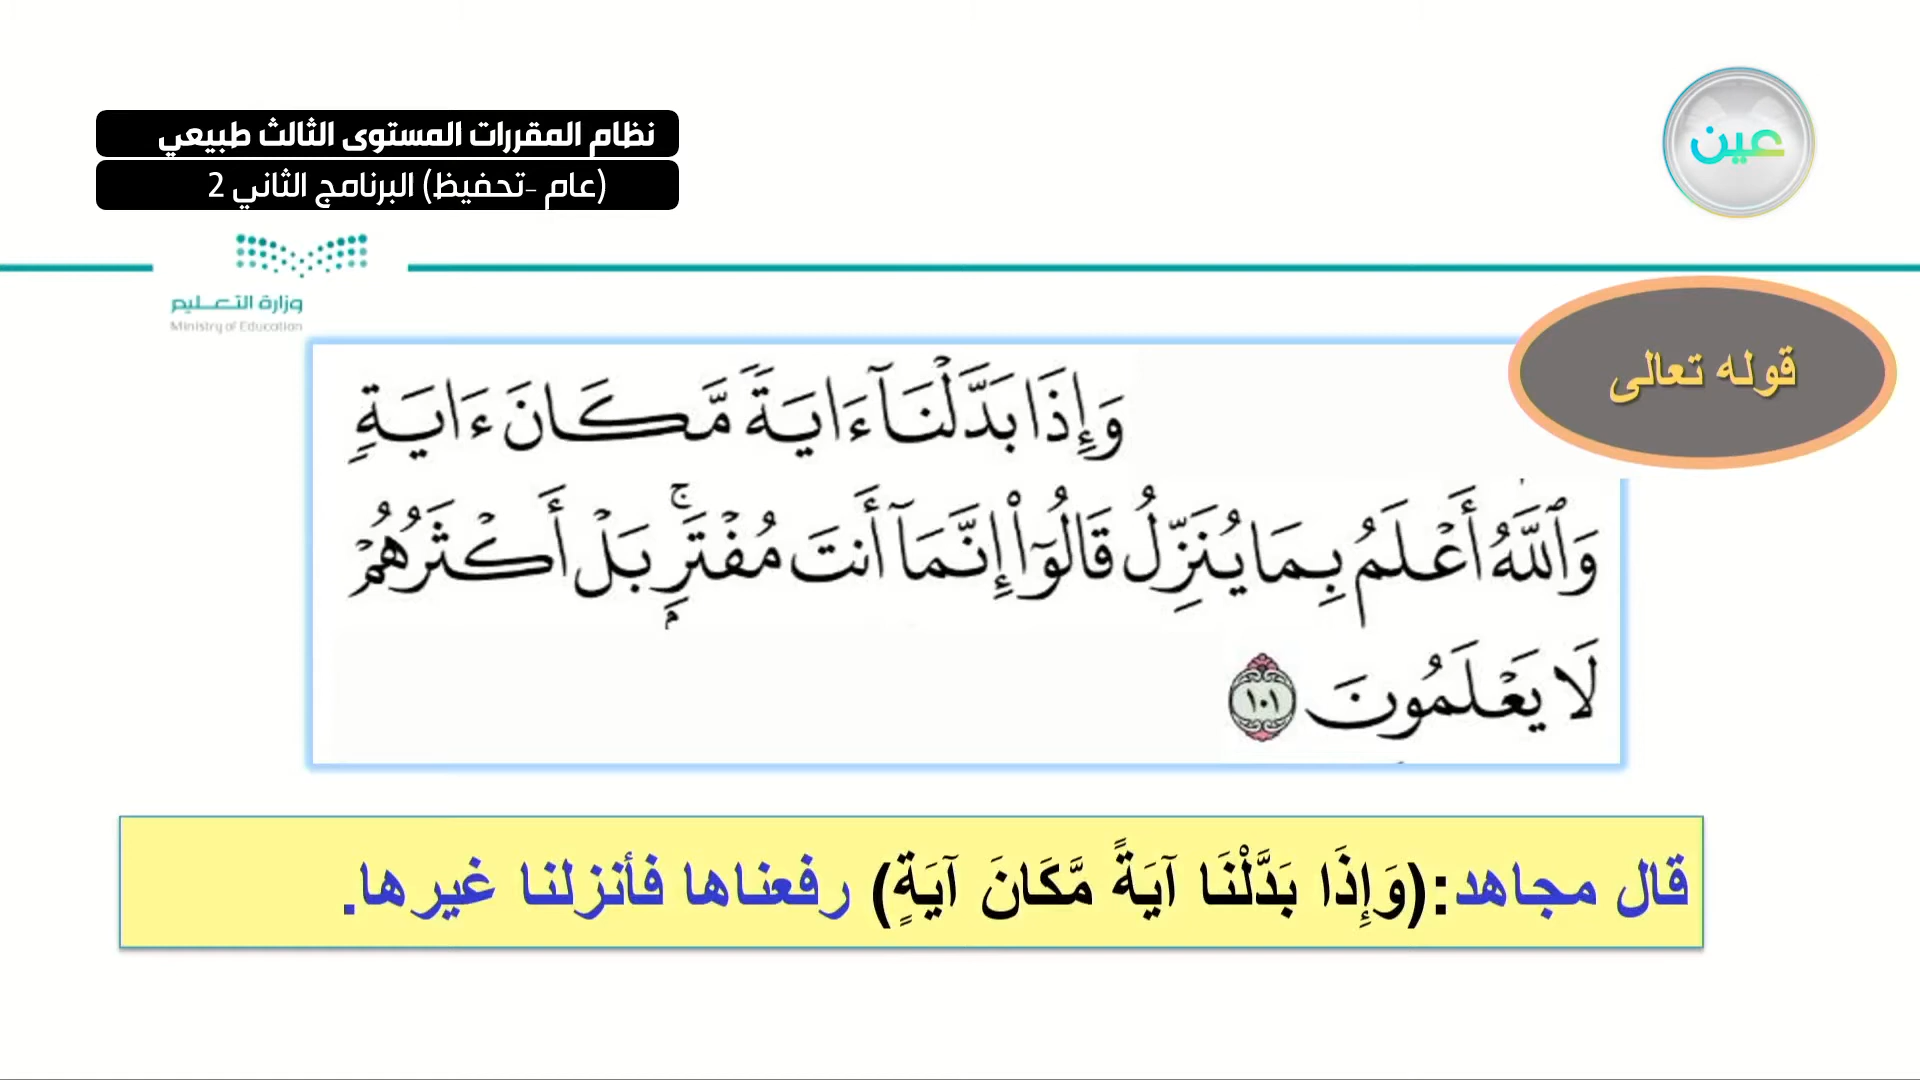 نظام المقررات المستوى الثالث طبيعي
(عام -تحفيظ) البرنامج الثاني 2
عين
وزارة التعليم
Ministry of Education
قوله تعالى
وَإِذَا بَدَّلْنَآ ءَايَةً مَّكَانَ ءَايَةٍ
وَٱللَّهُ أَعْلَمُ بِمَا يُنَزِّلُ قَالُوٓا۟ إِنَّمَآ أَنتَ مُفْتَرٍۭ ۚ بَلْ أَكْثَرُهُمْ
لَا يَعْلَمُونَ ١٠١
قال مجاهد:(وَإِذَا بَدَّلْنَا آيَةً مَّكَانَ آيَةٍ) رفعناها فأنزلنا غيرها.